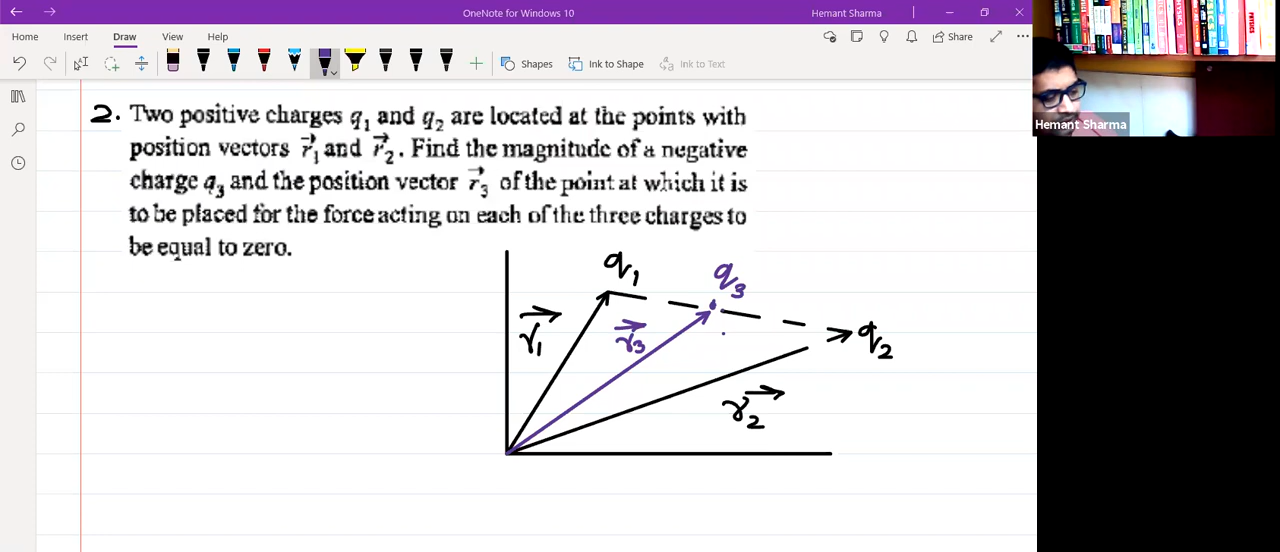 OneNote for Windows 10
Hemant Sharma
Home Insert Draw View Help
Share
Shapes Ink to Shape Ink to Text
Hemant Sharma
2. Two positive charges q₁ and q₂ are located at the points with
position vectors r⃗₁ and r⃗₂. Find the magnitude of a negative
charge q₃ and the position vector r⃗₃ of the point at which it is
to be placed for the force acting on each of the three charges to
be equal to zero.
q₁
q₃
r⃗₁
r⃗₃
q₂
r⃗₂